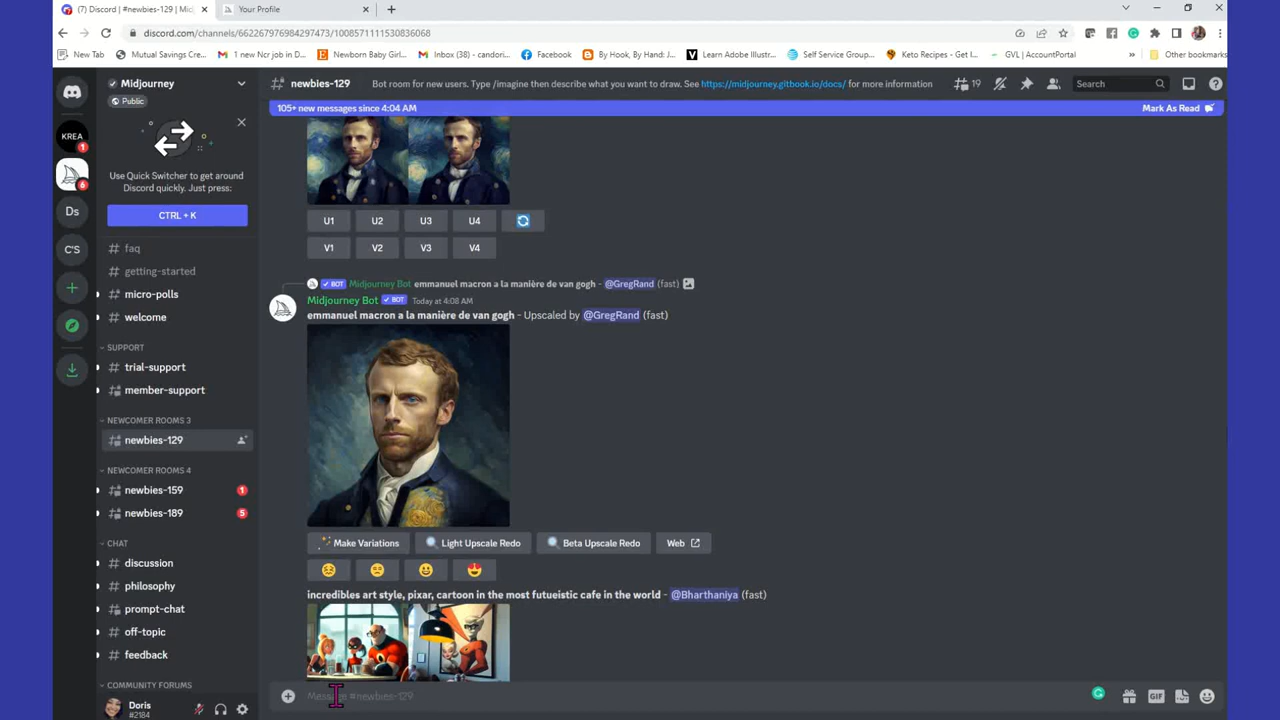 (7) Discord | #newbies-129 | Mid
Your Profile
discord.com/channels/662267976984297473/1008571111530836068
New Tab
Mutual Savings Cre...
1 new Ncr job in D...
Newborn Baby Girl...
Inbox (38) - candori...
Facebook
By Hook, By Hand: J...
Learn Adobe Illustr...
Self Service Group...
Keto Recipes - Get I...
GVL | AccountPortal
Other bookmarks
Midjourney
Public
newbies-129
Bot room for new users. Type /imagine then describe what you want to draw. See https://midjourney.gitbook.io/docs/ for more information
19
Search
105+ new messages since 4:04 AM
Mark As Read
KREA
1
6
Ds
C'S
Use Quick Switcher to get around
Discord quickly. Just press:
CTRL + K
faq
getting-started
micro-polls
welcome
SUPPORT
trial-support
member-support
NEWCOMER ROOMS 3
newbies-129
NEWCOMER ROOMS 4
newbies-159
1
newbies-189
5
CHAT
discussion
philosophy
prompt-chat
off-topic
feedback
COMMUNITY FORUMS
Doris
#2184
U1 U2 U3 U4
V1 V2 V3 V4
BOT Midjourney Bot emmanuel macron a la manière de van gogh - @GregRand (fast)
Midjourney Bot BOT Today at 4:08 AM
emmanuel macron a la manière de van gogh - Upscaled by @GregRand (fast)
Make Variations
Light Upscale Redo
Beta Upscale Redo
Web
incredibles art style, pixar, cartoon in the most futueistic cafe in the world - @Bharthaniya (fast)
Message #newbies-129
GIF